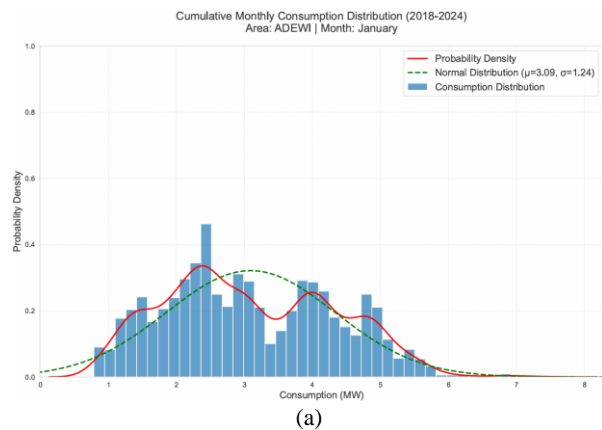 Cumulative Monthly Consumption Distribution (2018-2024)
Area: ADEWI | Month: January
Probability Density
Normal Distribution (μ=3.09, σ=1.24)
Consumption Distribution
Probability Density
1.0
0.8
0.6
0.4
0.2
0.0
0 1 2 3 4 5 6 7 8
Consumption (MW)
(a)